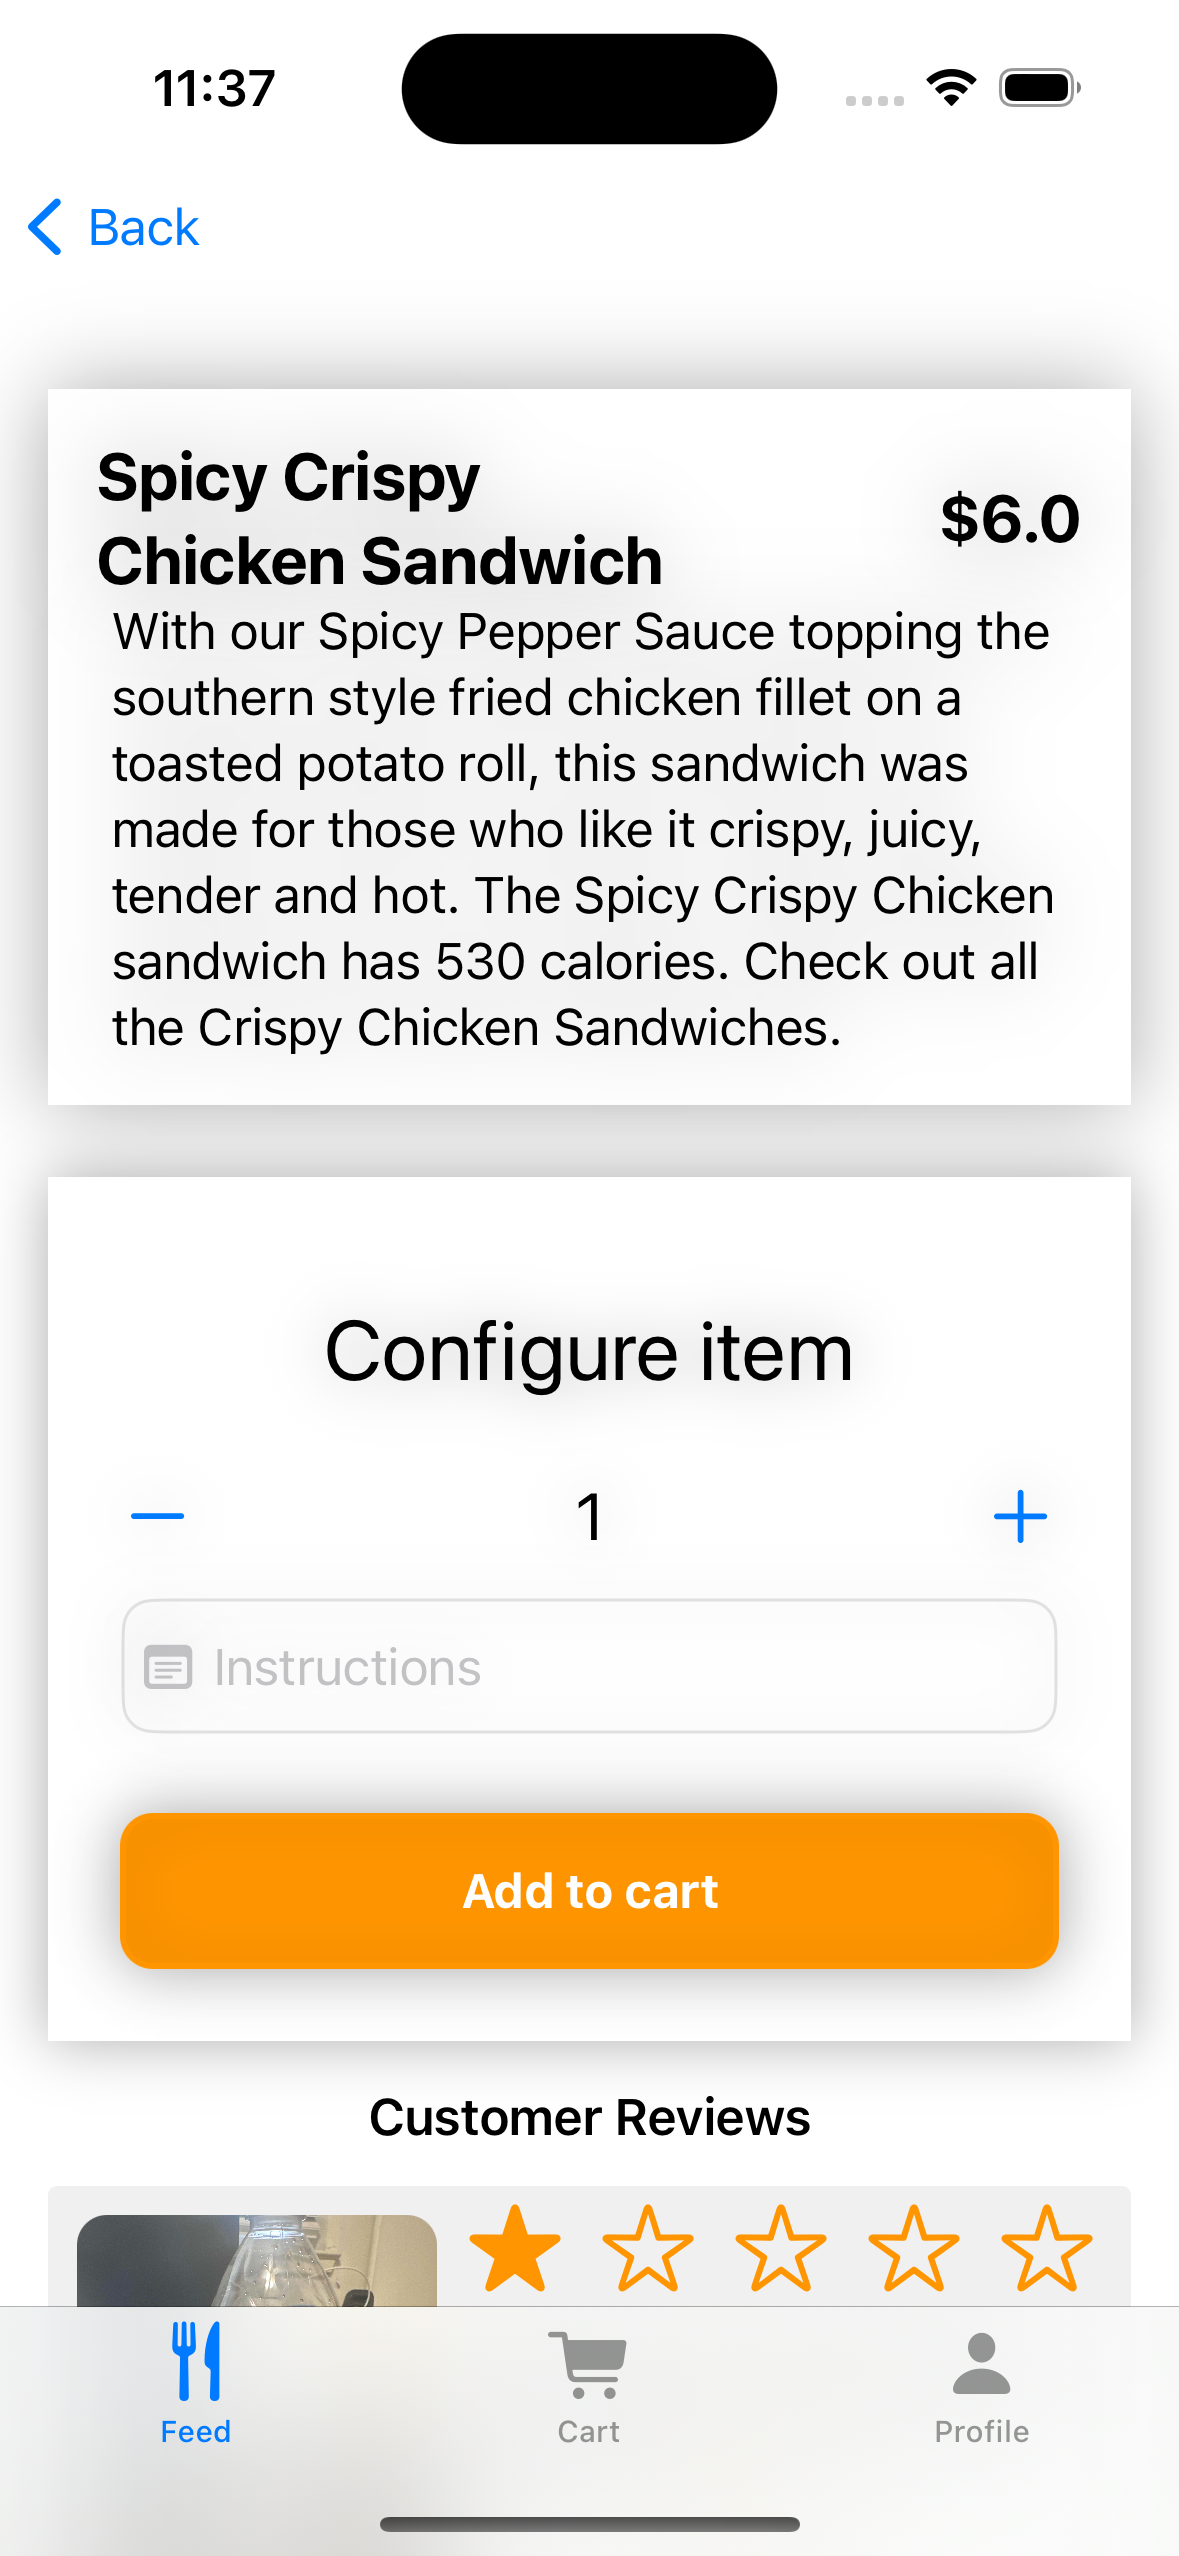 11:37
Back
Spicy Crispy
Chicken Sandwich
$6.0
With our Spicy Pepper Sauce topping the
southern style fried chicken fillet on a
toasted potato roll, this sandwich was
made for those who like it crispy, juicy,
tender and hot. The Spicy Crispy Chicken
sandwich has 530 calories. Check out all
the Crispy Chicken Sandwiches.
Configure item
1
Instructions
Add to cart
Customer Reviews
Feed
Cart
Profile